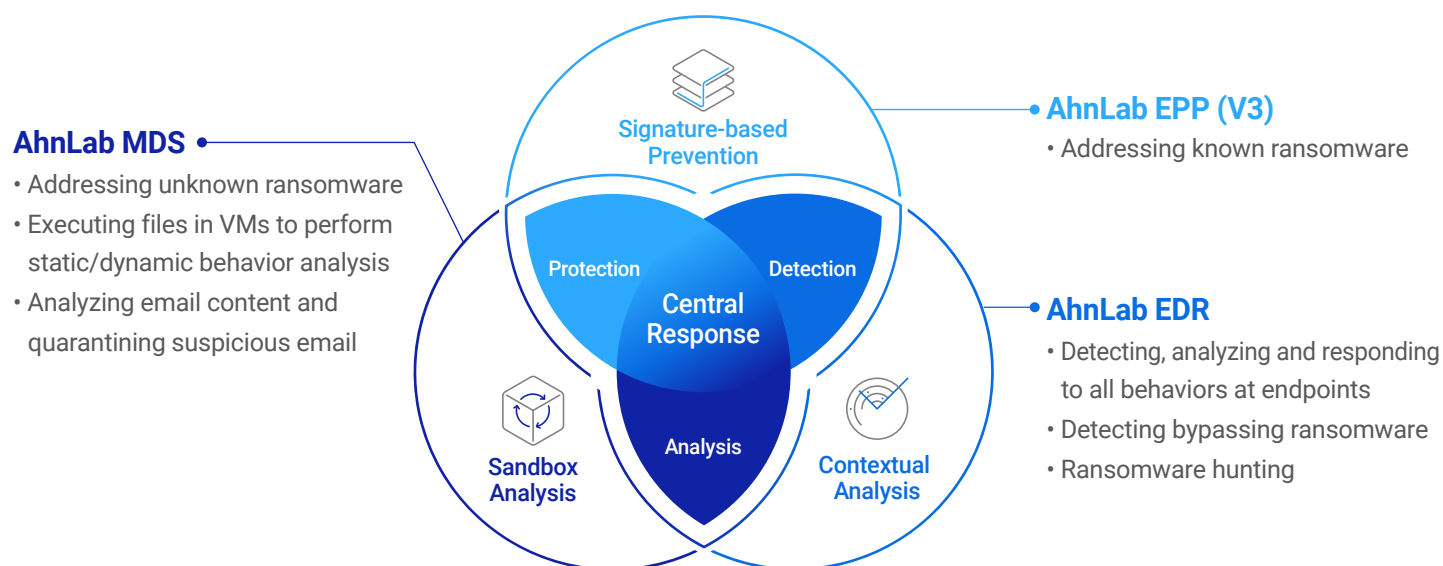 AhnLab MDS
• Addressing unknown ransomware
• Executing files in VMs to perform
static/dynamic behavior analysis
• Analyzing email content and
quarantining suspicious email
Signature-based
Prevention
Protection
Detection
Central
Response
Analysis
Sandbox
Analysis
Contextual
Analysis
AhnLab EPP (V3)
• Addressing known ransomware
AhnLab EDR
• Detecting, analyzing and responding
to all behaviors at endpoints
• Detecting bypassing ransomware
• Ransomware hunting